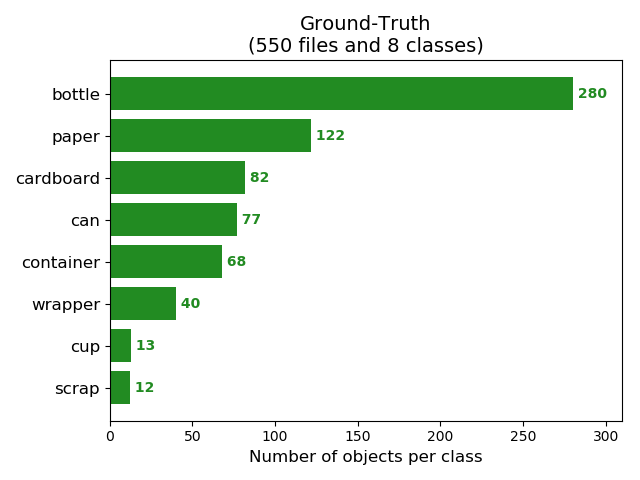 Ground-Truth
(550 files and 8 classes)
bottle 280
paper 122
cardboard 82
can 77
container 68
wrapper 40
cup 13
scrap 12
0 50 100 150 200 250 300
Number of objects per class